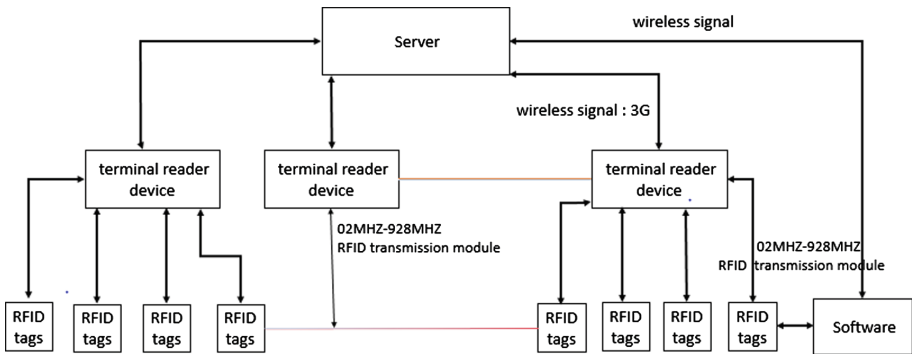 wireless signal
Server
wireless signal : 3G
terminal reader
device
terminal reader
device
terminal reader
device
02MHZ-928MHZ
RFID transmission module
02MHZ-928MHZ
RFID transmission module
RFID
tags
RFID
tags
RFID
tags
RFID
tags
RFID
tags
RFID
tags
RFID
tags
RFID
tags
Software